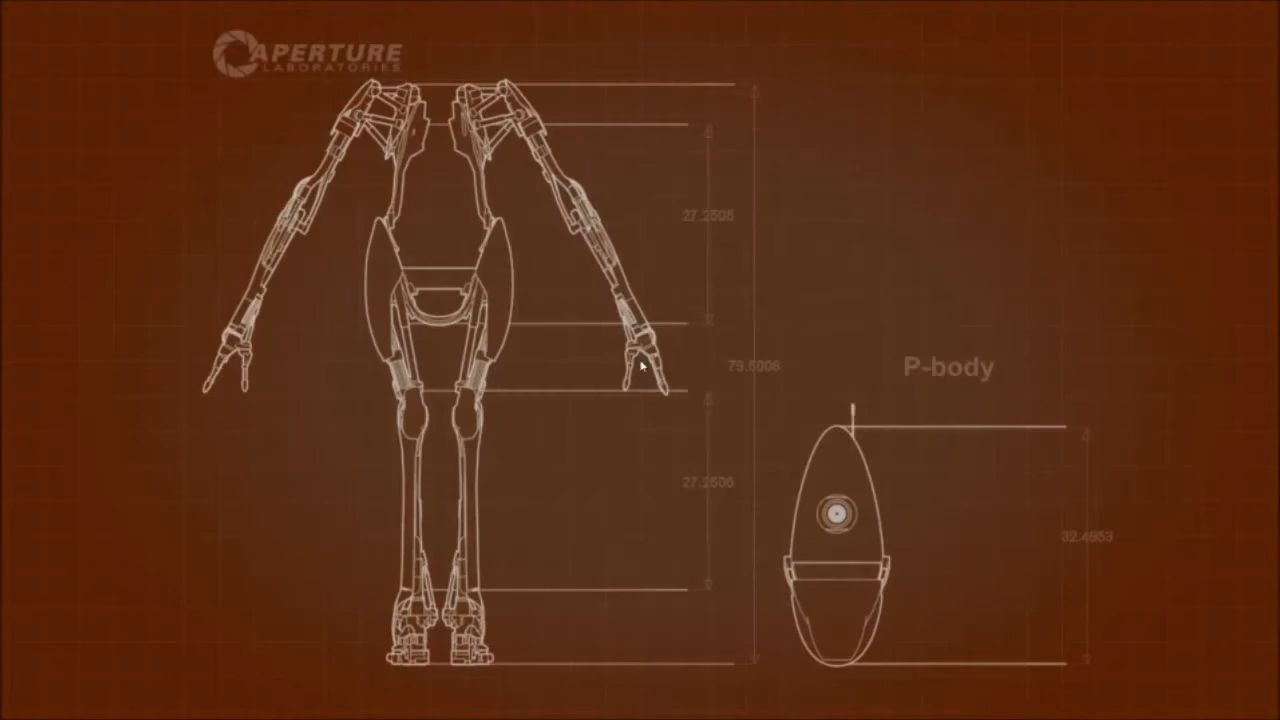 APERTURE
LABORATORIES
27.2506
79.5006
P-body
27.2506
32.4953